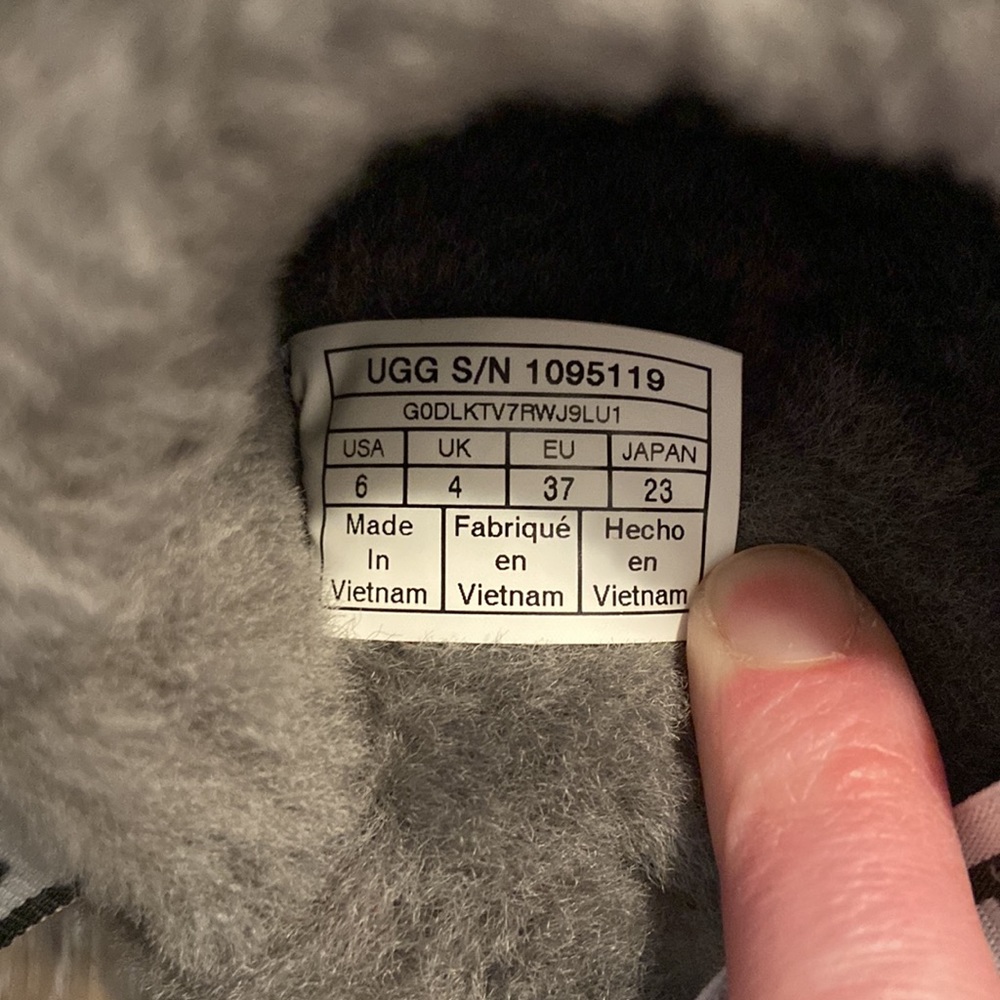 UGG S/N 1095119
G0DLKTV7RWJ9LU1
USA UK EU JAPAN
6 4 37 23
Made In Vietnam
Fabriqué en Vietnam
Hecho en Vietnam